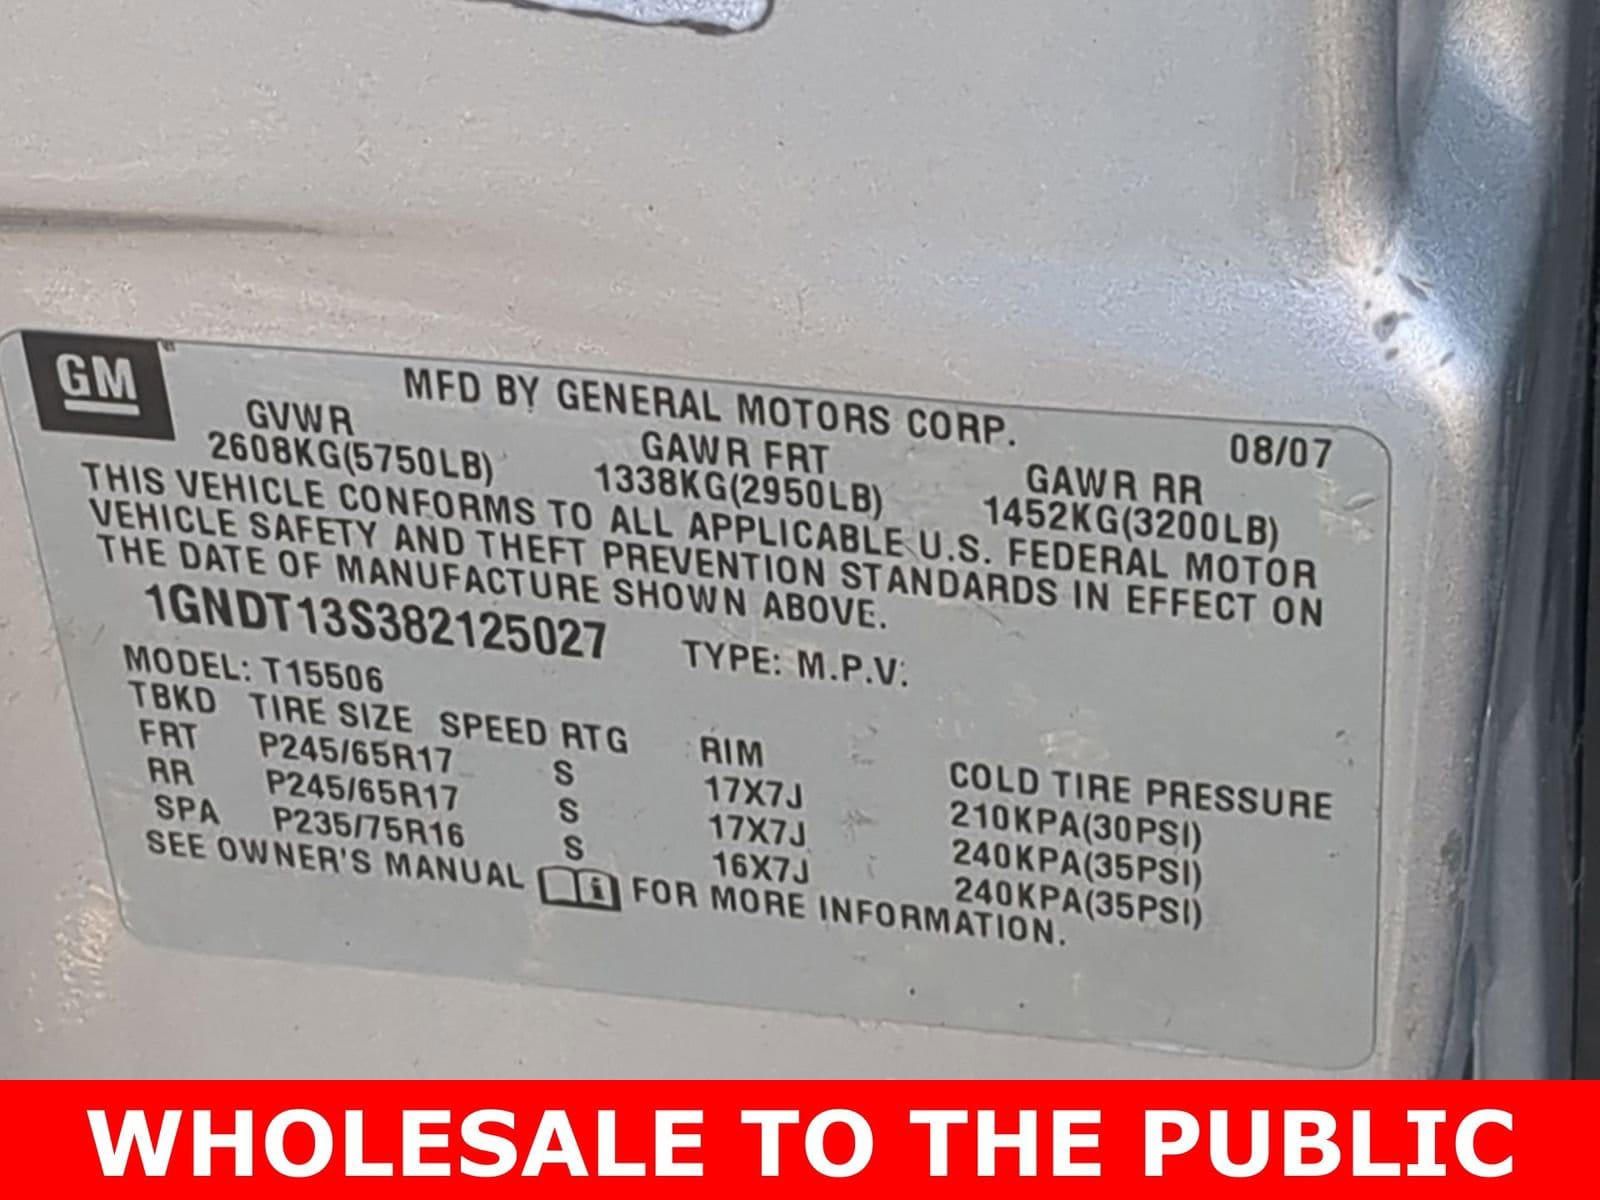 GM
MFD BY GENERAL MOTORS CORP. 08/07
GVWR GAWR FRT GAWR RR
2608KG(5750LB) 1338KG(2950LB) 1452KG(3200LB)
THIS VEHICLE CONFORMS TO ALL APPLICABLE U.S. FEDERAL MOTOR
VEHICLE SAFETY AND THEFT PREVENTION STANDARDS IN EFFECT ON
THE DATE OF MANUFACTURE SHOWN ABOVE.
1GNDT13S382125027 TYPE: M.P.V.
MODEL: T15506
TBKD TIRE SIZE SPEED RTG RIM COLD TIRE PRESSURE
FRT P245/65R17 S 17X7J 210KPA(30PSI)
RR P245/65R17 S 17X7J 240KPA(35PSI)
SPA P235/75R16 S 16X7J 240KPA(35PSI)
SEE OWNER'S MANUAL i FOR MORE INFORMATION.
WHOLESALE TO THE PUBLIC